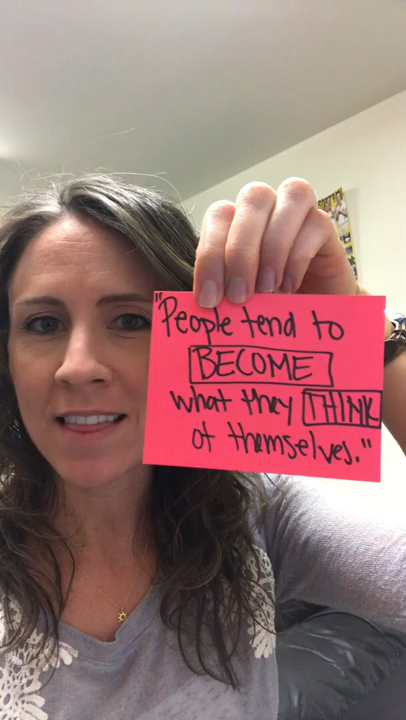 "People tend to
BECOME
what they THINK
of themselves."